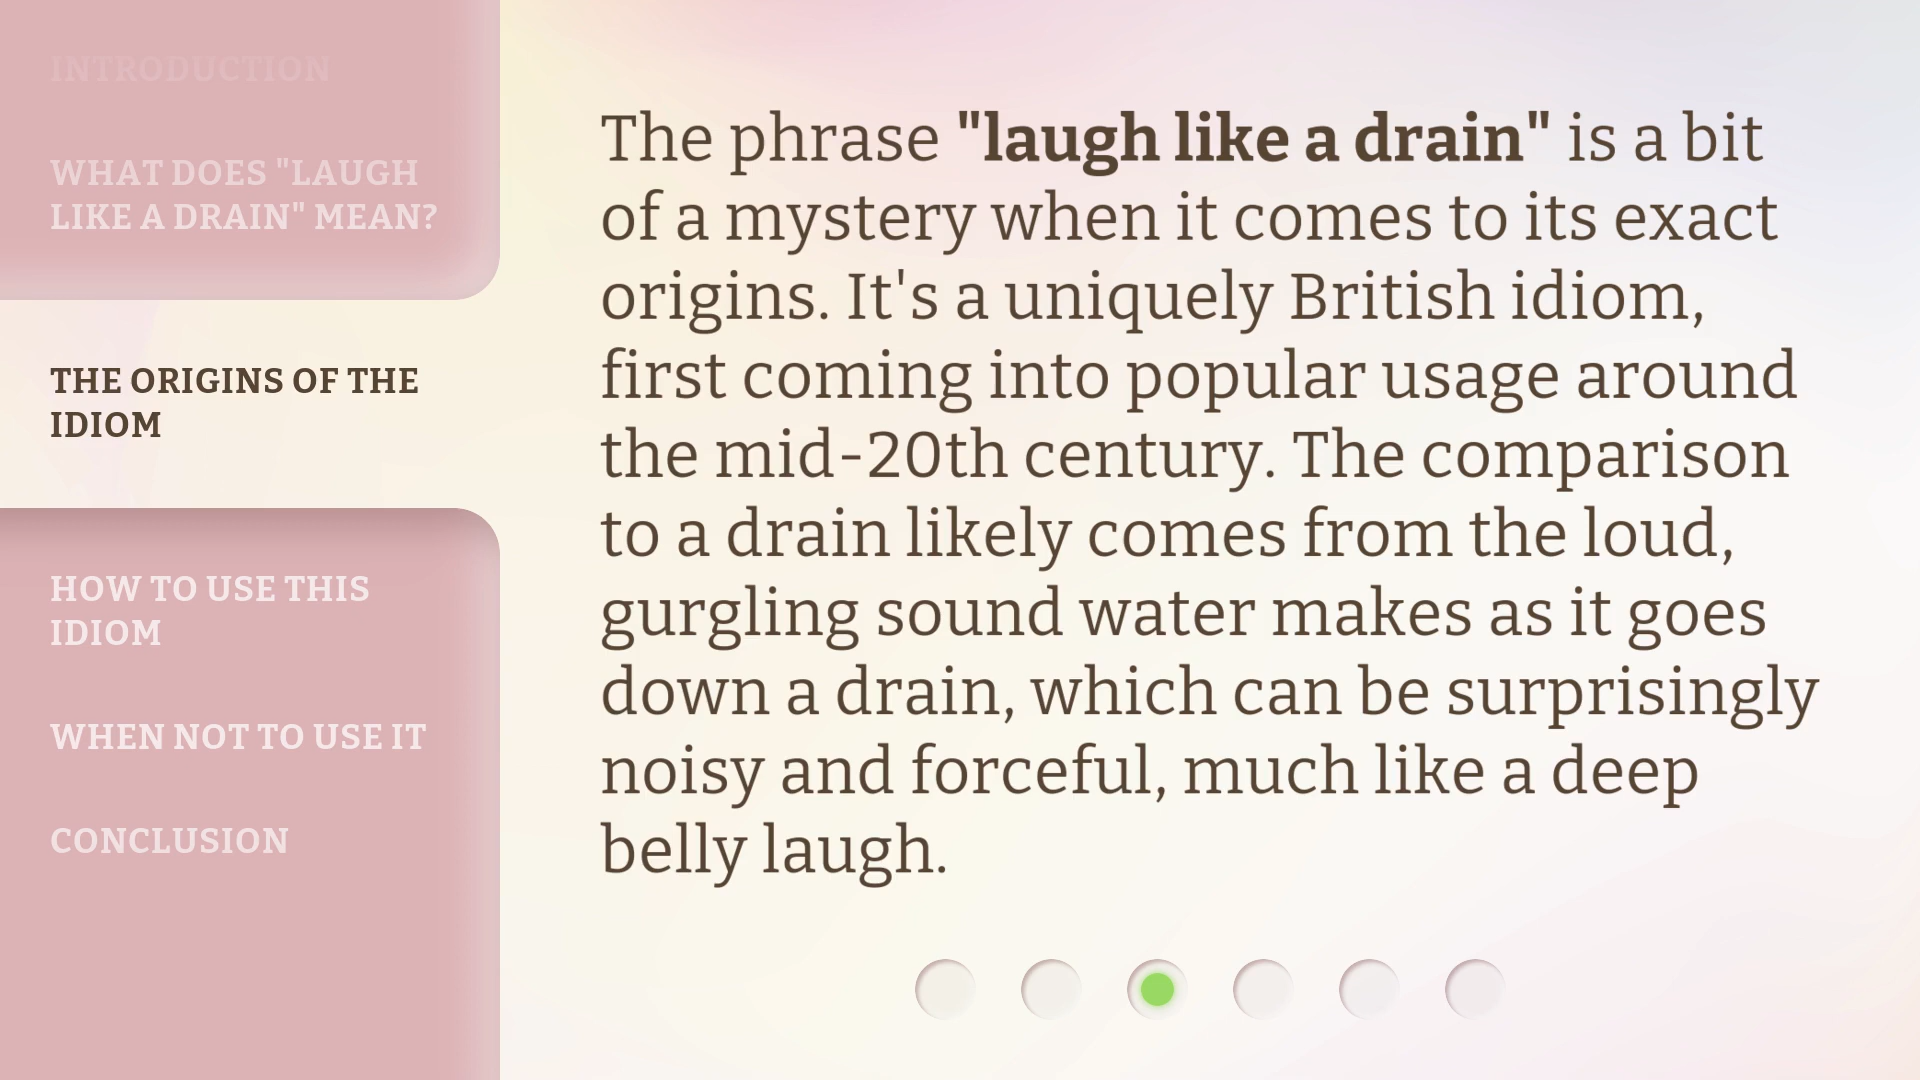 INTRODUCTION
WHAT DOES "LAUGH
LIKE A DRAIN" MEAN?
THE ORIGINS OF THE
IDIOM
HOW TO USE THIS
IDIOM
WHEN NOT TO USE IT
CONCLUSION
The phrase "laugh like a drain" is a bit
of a mystery when it comes to its exact
origins. It's a uniquely British idiom,
first coming into popular usage around
the mid-20th century. The comparison
to a drain likely comes from the loud,
gurgling sound water makes as it goes
down a drain, which can be surprisingly
noisy and forceful, much like a deep
belly laugh.